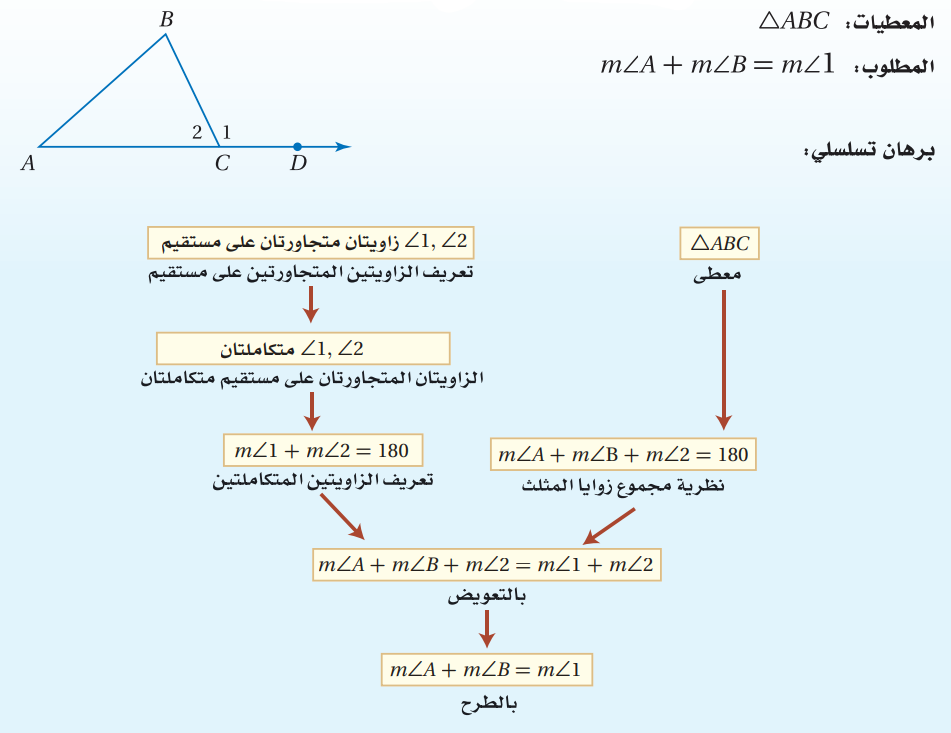 المعطيات: △ABC
المطلوب: m∠A + m∠B = m∠1
B
2 1
A C D
برهان تسلسلي:
△ABC
معطى
∠1, ∠2 زاويتان متجاورتان على مستقيم
تعريف الزاويتين المتجاورتين على مستقيم
∠1, ∠2 متكاملتان
الزاويتان المتجاورتان على مستقيم متكاملتان
m∠A + m∠B + m∠2 = 180
نظرية مجموع زوايا المثلث
m∠1 + m∠2 = 180
تعريف الزاويتين المتكاملتين
m∠A + m∠B + m∠2 = m∠1 + m∠2
بالتعويض
m∠A + m∠B = m∠1
بالطرح